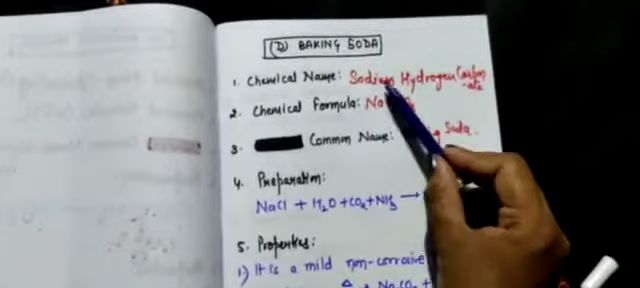 (D) BAKING SODA
1. Chemical Name: Sodium Hydrogen Carbon
-ate
2. Chemical Formula: Na
3. Common Name: Soda.
4. Preparation:
NaCl + H₂O + CO₂ + NH₃ →
5. Properties:
1) It is a mild non-corrosive
Δ